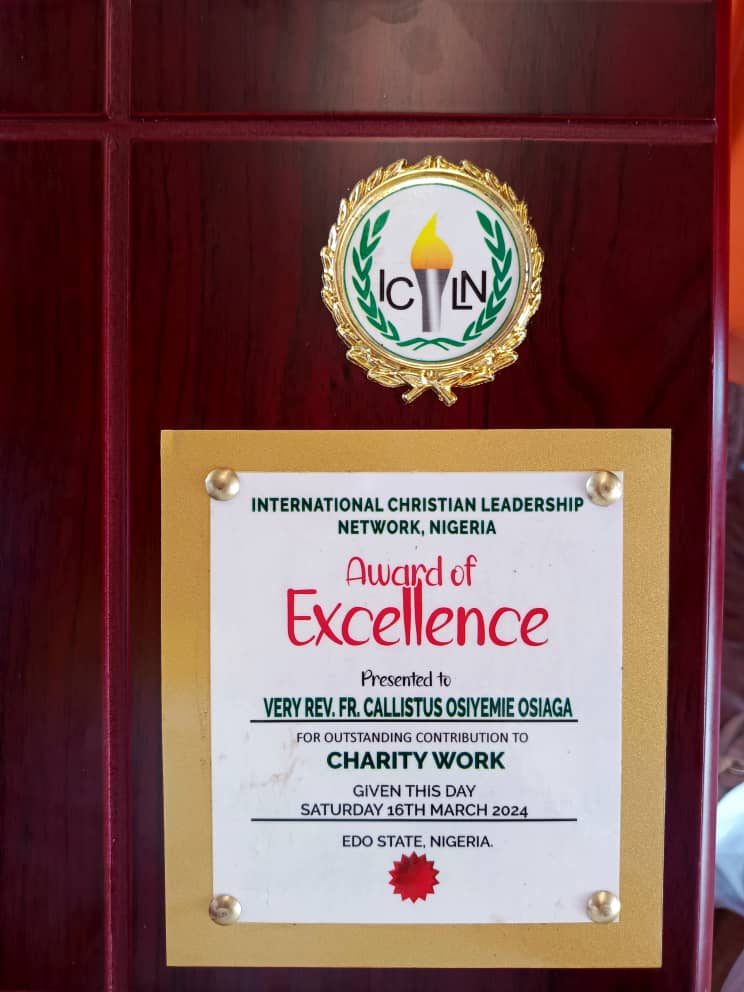 ICLN
INTERNATIONAL CHRISTIAN LEADERSHIP
NETWORK, NIGERIA
Award of
Excellence
Presented to
VERY REV. FR. CALLISTUS OSIYEMIE OSIAGA
FOR OUTSTANDING CONTRIBUTION TO
CHARITY WORK
GIVEN THIS DAY
SATURDAY 16TH MARCH 2024
EDO STATE, NIGERIA.